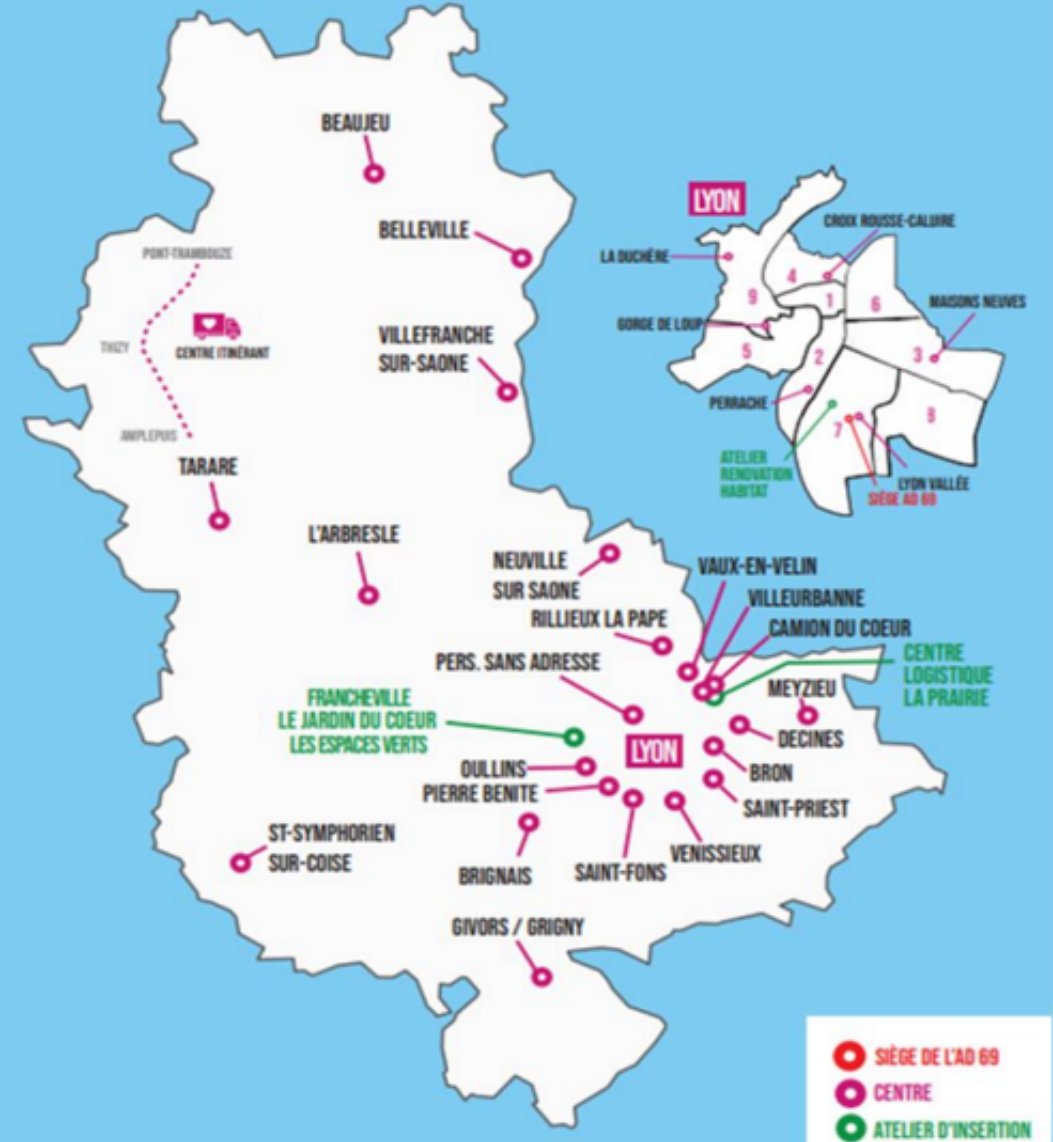 BEAUJEU
BELLEVILLE
PONT-TRAMBOUZE
THIZY
AMPLEPUIS
CENTRE ITINÉRANT
VILLEFRANCHE
SUR-SAONE
TARARE
L'ARBRESLE
NEUVILLE
SUR SAONE
RILLIEUX LA PAPE
PERS. SANS ADRESSE
VAUX-EN-VELIN
VILLEURBANNE
CAMION DU COEUR
CENTRE
LOGISTIQUE
LA PRAIRIE
MEYZIEU
DECINES
BRON
SAINT-PRIEST
VENISSIEUX
SAINT-FONS
LYON
FRANCHEVILLE
LE JARDIN DU COEUR
LES ESPACES VERTS
OULLINS
PIERRE BENITE
BRIGNAIS
ST-SYMPHORIEN
SUR-COISE
GIVORS / GRIGNY
LYON
CROIX ROUSSE-CALUIRE
LA DUCHÈRE
4
1
9
6
MAISONS NEUVES
GORGE DE LOUP
5
2
3
PERRACHE
7
8
ATELIER
RENOVATION
HABITAT
LYON VALLÉE
SIÈGE AD 69
SIÈGE DE L'AD 69
CENTRE
ATELIER D'INSERTION